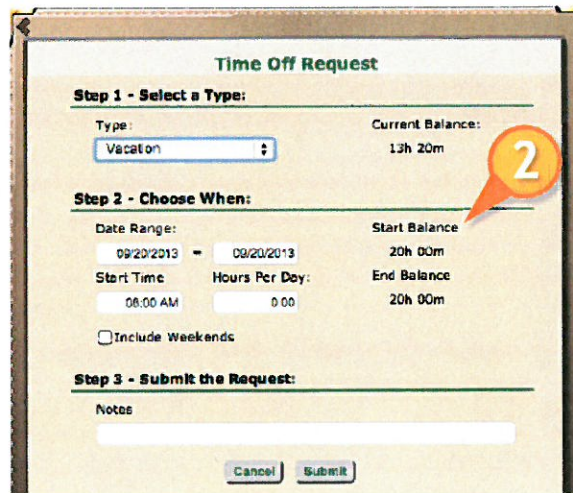 Time Off Request
Step 1 - Select a Type:
Type:
Current Balance:
Vacation
13h 20m
2
Step 2 - Choose When:
Date Range:
Start Balance
09/20/2013 - 09/20/2013
20h 00m
Start Time
Hours Per Day:
End Balance
08:00 AM
0.00
20h 00m
Include Weekends
Step 3 - Submit the Request:
Notes
Cancel
Submit